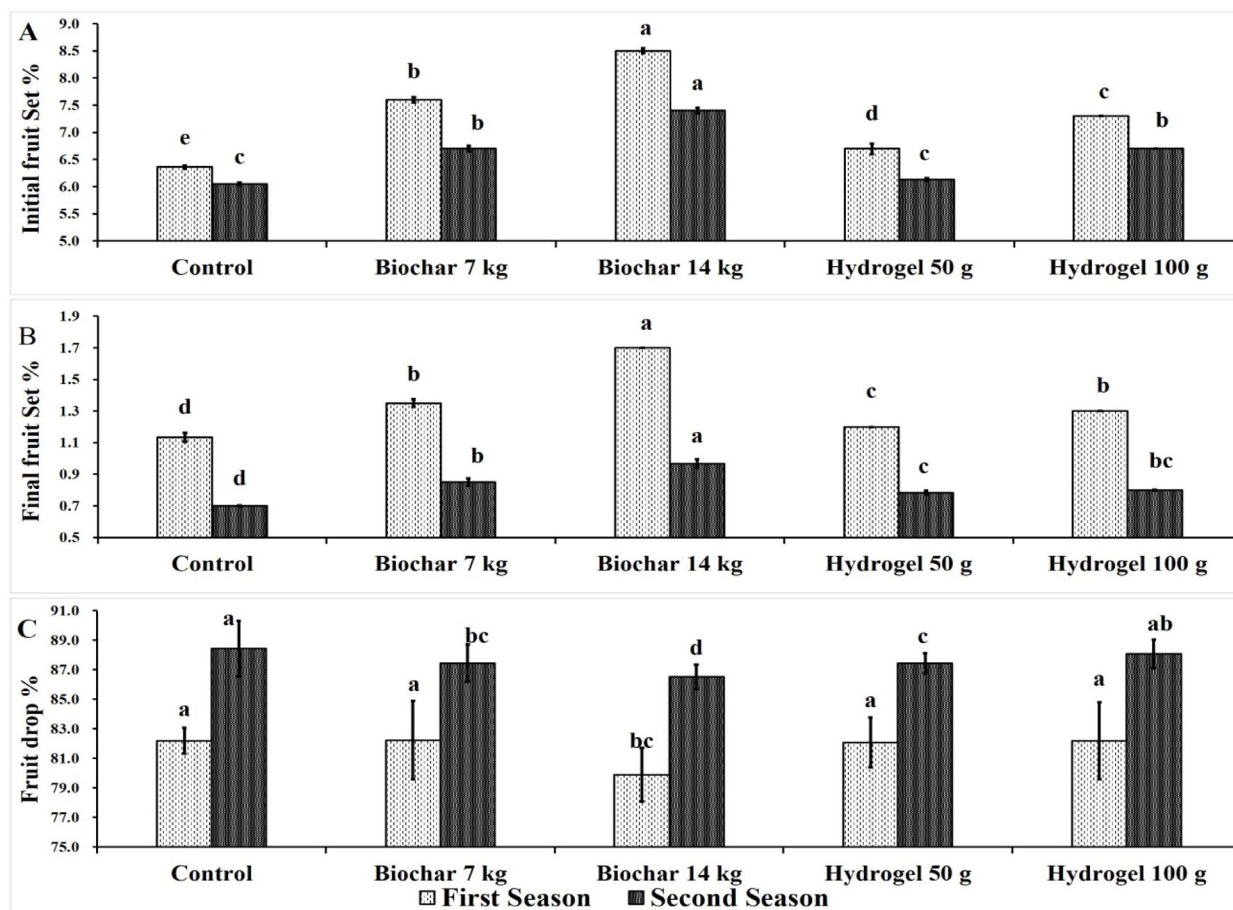 A
Initial fruit Set %
9.0
8.5
8.0
7.5
7.0
6.5
6.0
5.5
5.0
e c b b a a d c c b
Control Biochar 7 kg Biochar 14 kg Hydrogel 50 g Hydrogel 100 g
B
Final fruit Set %
1.9
1.7
1.5
1.3
1.1
0.9
0.7
0.5
d d b b a a c c b bc
Control Biochar 7 kg Biochar 14 kg Hydrogel 50 g Hydrogel 100 g
C
Fruit drop %
91.0
89.0
87.0
85.0
83.0
81.0
79.0
77.0
75.0
a a a bc bc d a c a ab
Control Biochar 7 kg Biochar 14 kg Hydrogel 50 g Hydrogel 100 g
First Season Second Season